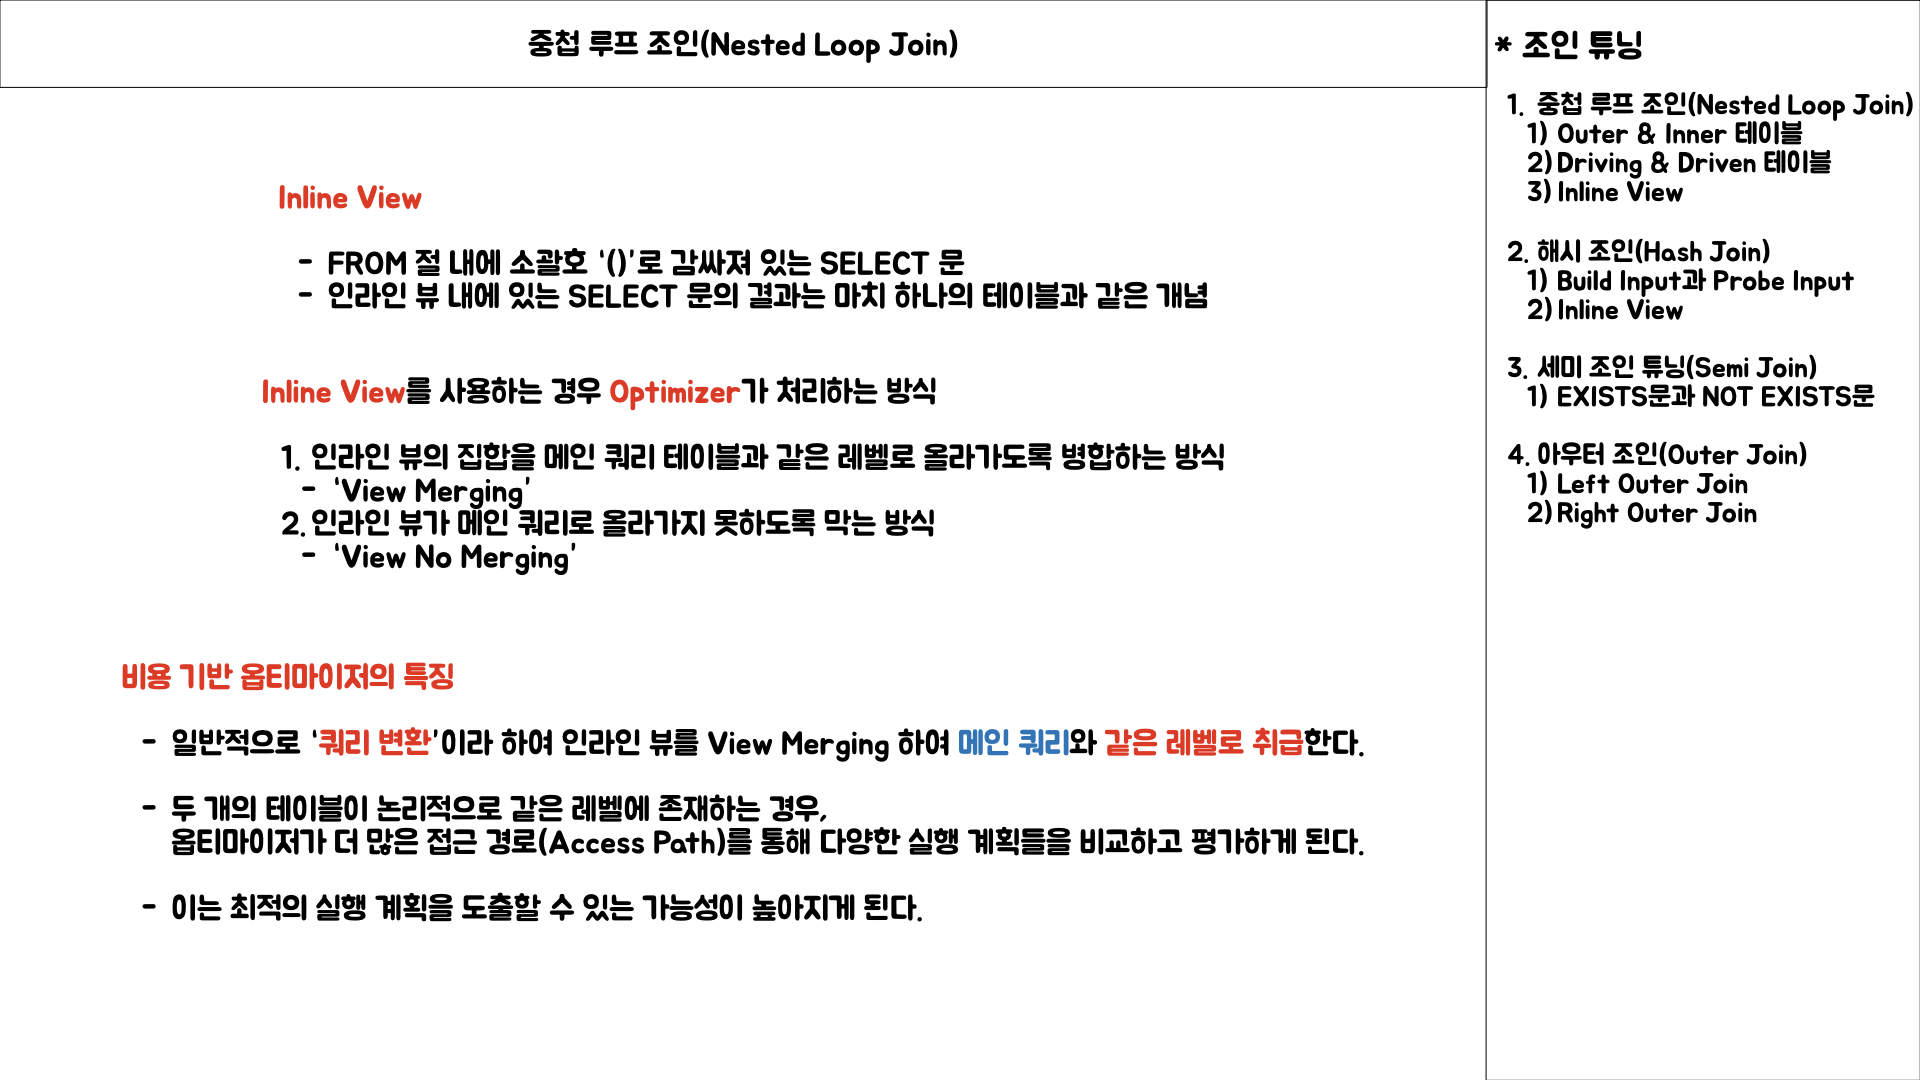 중첩 루프 조인(Nested Loop Join)
Inline View
- FROM 절 내에 소괄호 '()'로 감싸져 있는 SELECT 문
- 인라인 뷰 내에 있는 SELECT 문의 결과는 마치 하나의 테이블과 같은 개념
Inline View를 사용하는 경우 Optimizer가 처리하는 방식
1. 인라인 뷰의 집합을 메인 쿼리 테이블과 같은 레벨로 올라가도록 병합하는 방식
- 'View Merging'
2. 인라인 뷰가 메인 쿼리로 올라가지 못하도록 막는 방식
- 'View No Merging'
비용 기반 옵티마이저의 특징
- 일반적으로 '쿼리 변환'이라 하여 인라인 뷰를 View Merging 하여 메인 쿼리와 같은 레벨로 취급한다.
- 두 개의 테이블이 논리적으로 같은 레벨에 존재하는 경우,
옵티마이저가 더 많은 접근 경로(Access Path)를 통해 다양한 실행 계획들을 비교하고 평가하게 된다.
- 이는 최적의 실행 계획을 도출할 수 있는 가능성이 높아지게 된다.
* 조인 튜닝
1. 중첩 루프 조인(Nested Loop Join)
1) Outer & Inner 테이블
2) Driving & Driven 테이블
3) Inline View
2. 해시 조인(Hash Join)
1) Build Input과 Probe Input
2) Inline View
3. 세미 조인 튜닝(Semi Join)
1) EXISTS문과 NOT EXISTS문
4. 아우터 조인(Outer Join)
1) Left Outer Join
2) Right Outer Join